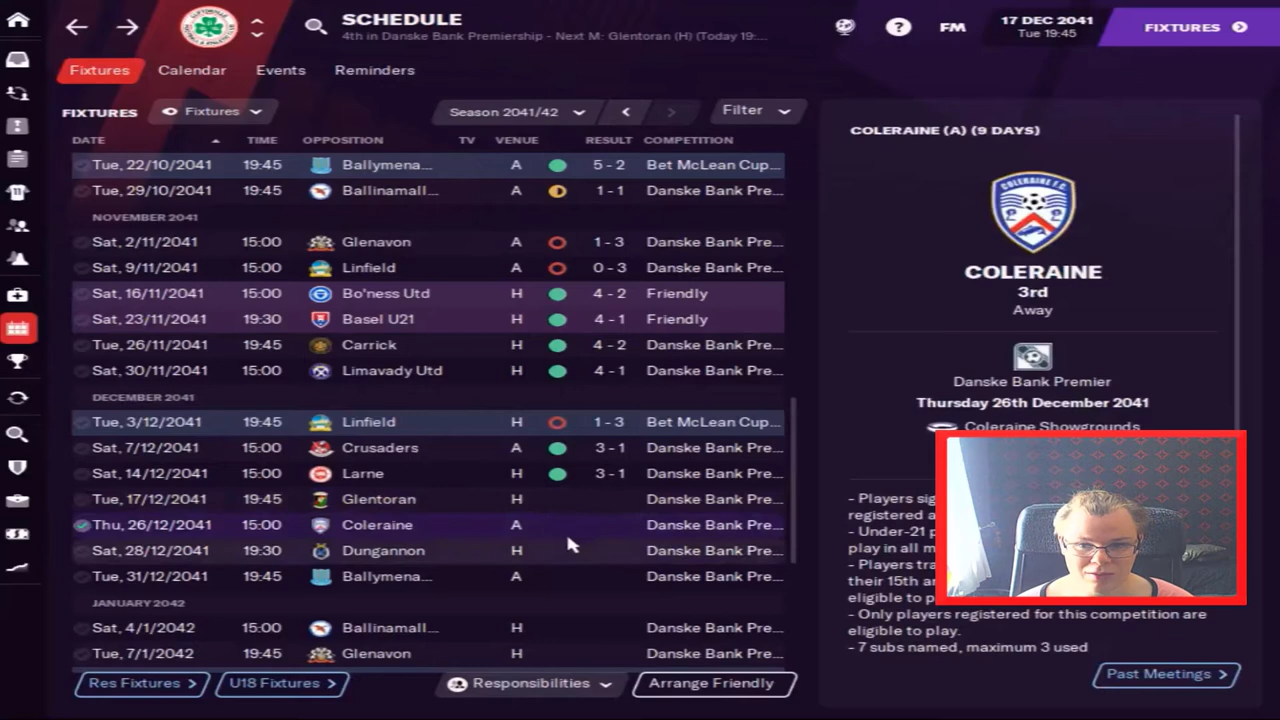 SCHEDULE
4th in Danske Bank Premiership - Next M: Glentoran (H) (Today 19:...
FM
17 DEC 2041
Tue 19:45
FIXTURES
Fixtures Calendar Events Reminders
FIXTURES Fixtures Season 2041/42 Filter
DATE TIME OPPOSITION TV VENUE RESULT COMPETITION
Tue, 22/10/2041 19:45 Ballymena... A 5 - 2 Bet McLean Cup...
Tue, 29/10/2041 19:45 Ballinamall... A 1 - 1 Danske Bank Pre...
NOVEMBER 2041
Sat, 2/11/2041 15:00 Glenavon A 1 - 3 Danske Bank Pre...
Sat, 9/11/2041 15:00 Linfield A 0 - 3 Danske Bank Pre...
Sat, 16/11/2041 15:00 Bo'ness Utd H 4 - 2 Friendly
Sat, 23/11/2041 19:30 Basel U21 H 4 - 1 Friendly
Tue, 26/11/2041 19:45 Carrick H 4 - 2 Danske Bank Pre...
Sat, 30/11/2041 15:00 Limavady Utd H 4 - 1 Danske Bank Pre...
DECEMBER 2041
Tue, 3/12/2041 19:45 Linfield H 1 - 3 Bet McLean Cup...
Sat, 7/12/2041 15:00 Crusaders A 3 - 1 Danske Bank Pre...
Sat, 14/12/2041 15:00 Larne H 3 - 1 Danske Bank Pre...
Tue, 17/12/2041 19:45 Glentoran H Danske Bank Pre...
Thu, 26/12/2041 15:00 Coleraine A Danske Bank Pre...
Sat, 28/12/2041 19:30 Dungannon H Danske Bank Pre...
Tue, 31/12/2041 19:45 Ballymena... A Danske Bank Pre...
JANUARY 2042
Sat, 4/1/2042 15:00 Ballinamall... H Danske Bank Pre...
Tue, 7/1/2042 19:45 Glenavon H Danske Bank Pre...
Res Fixtures U18 Fixtures Responsibilities Arrange Friendly
COLERAINE (A) (9 DAYS)
COLERAINE F.C.
COLERAINE
3rd
Away
Danske Bank Premier
Thursday 26th December 2041
Coleraine Showgrounds
- Players sig
registered a
- Under-21 p
play in all m
- Players tra
their 15th an
eligible to p
- Only players registered for this competition are
eligible to play.
- 7 subs named, maximum 3 used
Past Meetings